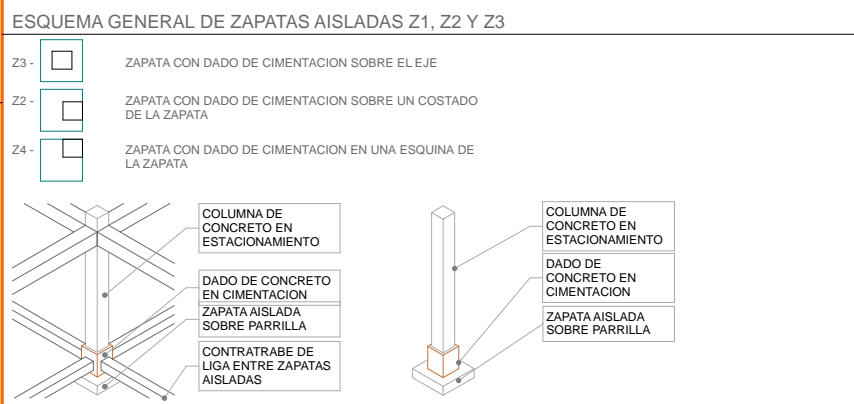 ESQUEMA GENERAL DE ZAPATAS AISLADAS Z1, Z2 Y Z3
Z3 - ZAPATA CON DADO DE CIMENTACION SOBRE EL EJE
Z2 - ZAPATA CON DADO DE CIMENTACION SOBRE UN COSTADO
DE LA ZAPATA
Z4 - ZAPATA CON DADO DE CIMENTACION EN UNA ESQUINA DE
LA ZAPATA
COLUMNA DE
CONCRETO EN
ESTACIONAMIENTO
DADO DE CONCRETO
EN CIMENTACION
ZAPATA AISLADA
SOBRE PARRILLA
CONTRATRABE DE
LIGA ENTRE ZAPATAS
AISLADAS
COLUMNA DE
CONCRETO EN
ESTACIONAMIENTO
DADO DE
CONCRETO EN
CIMENTACION
ZAPATA AISLADA
SOBRE PARRILLA